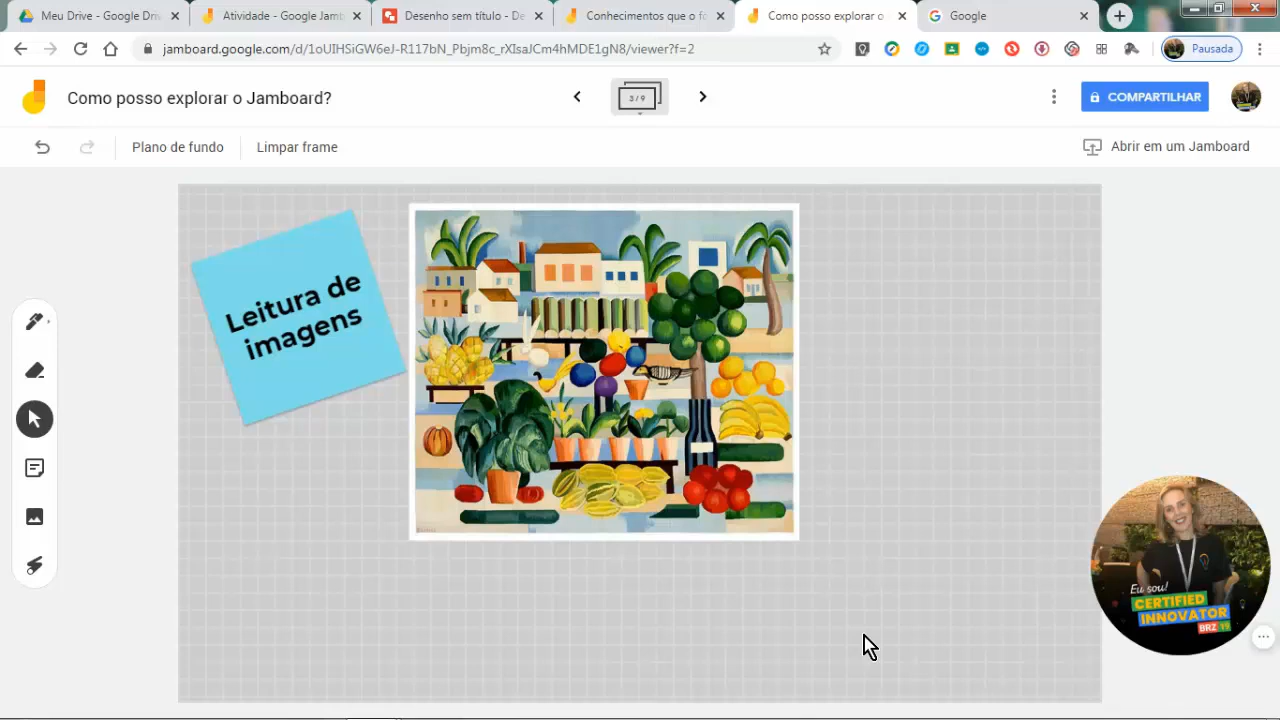 Meu Drive - Google Driv
Atividade - Google Jamb
Desenho sem título - De
Conhecimentos que o fo
Como posso explorar o
Google
jamboard.google.com/d/1oUIHSiGW6eJ-R117bN_Pbjm8c_rXIsaJCm4hMDE1gN8/viewer?f=2
Pausada
Como posso explorar o Jamboard?
3 / 9
COMPARTILHAR
Plano de fundo
Limpar frame
Abrir em um Jamboard
Leitura de
imagens
Eu sou!
CERTIFIED
INNOVATOR
BRZ 19